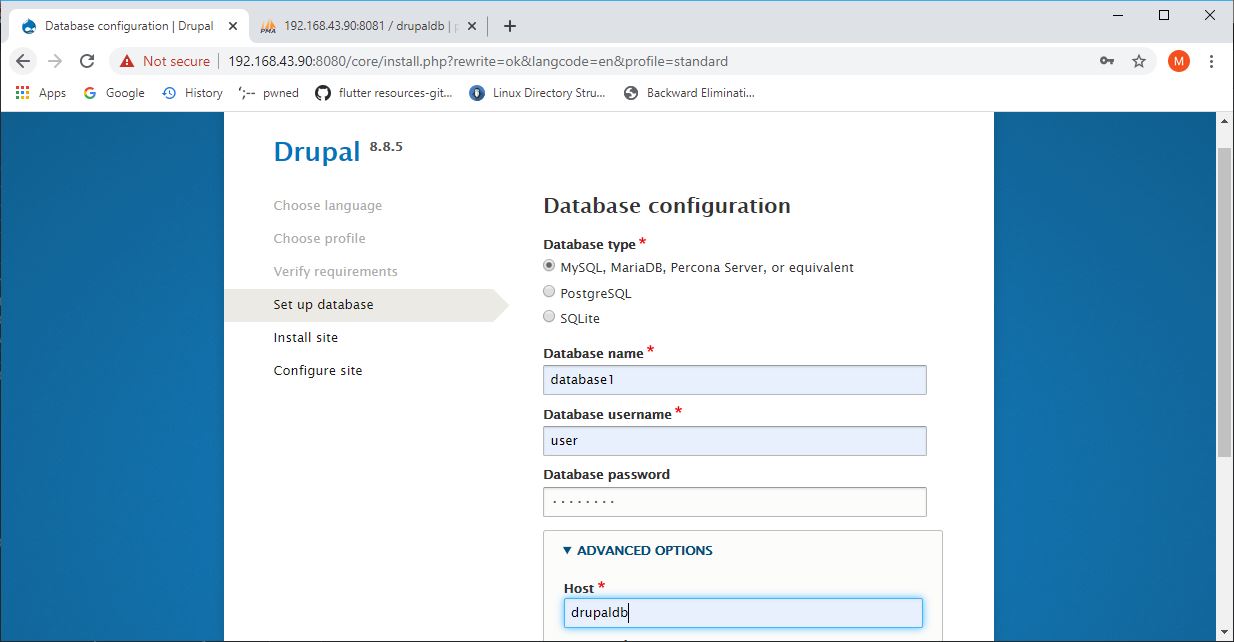 Database configuration | Drupal
192.168.43.90:8081 / drupaldb |
Not secure
192.168.43.90:8080/core/install.php?rewrite=ok&langcode=en&profile=standard
M
Apps
Google
History
pwned
flutter resources-git...
Linux Directory Stru...
Backward Eliminati...
Drupal 8.8.5
Choose language
Choose profile
Verify requirements
Set up database
Install site
Configure site
Database configuration
Database type *
MySQL, MariaDB, Percona Server, or equivalent
PostgreSQL
SQLite
Database name *
database1
Database username *
user
Database password
········
▼ ADVANCED OPTIONS
Host *
drupaldb